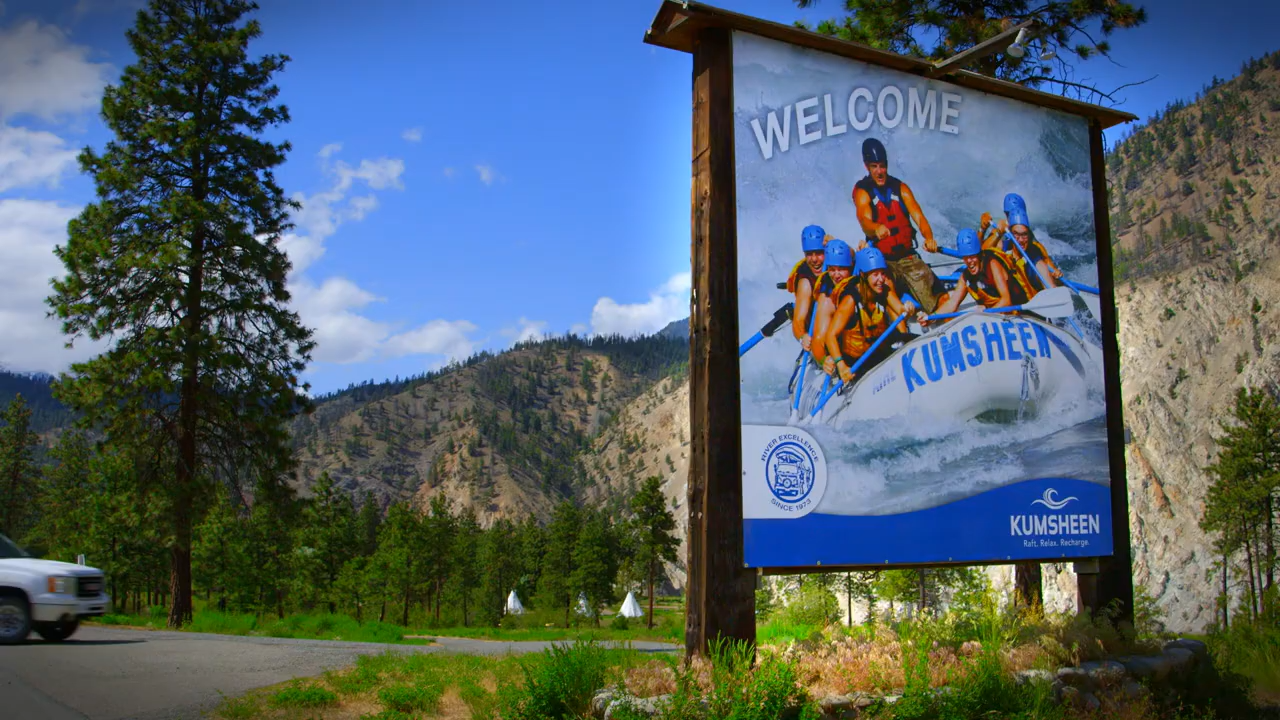 WELCOME
KUMSHEEN
RIVER EXCELLENCE
SINCE 1973
KUMSHEEN
Raft. Relax. Recharge.